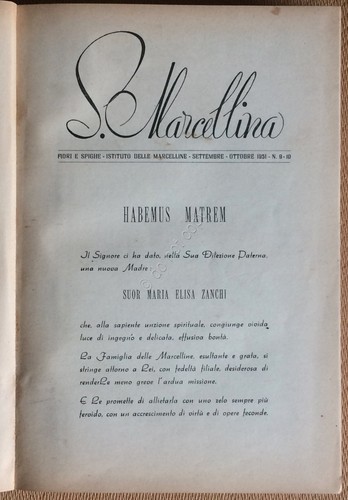 S. Marcellina
FIORI E SPIGHE - ISTITUTO DELLE MARCELLINE - SETTEMBRE - OTTOBRE 1951 - N. 9-10
HABEMUS MATREM
Il Signore ci ha dato, nella Sua Dilezione Paterna,
una nuova Madre:
SUOR MARIA ELISA ZANCHI
che, alla sapiente unzione spirituale, congiunge vivida
luce di ingegno e delicata, effusiva bontà.
La Famiglia delle Marcelline, esultante e grata, si
stringe attorno a Lei, con fedeltà filiale, desiderosa di
renderLe meno greve l'ardua missione.
E Le promette di allietarla con uno zelo sempre più
fervido, con un accrescimento di virtù e di opere feconde.